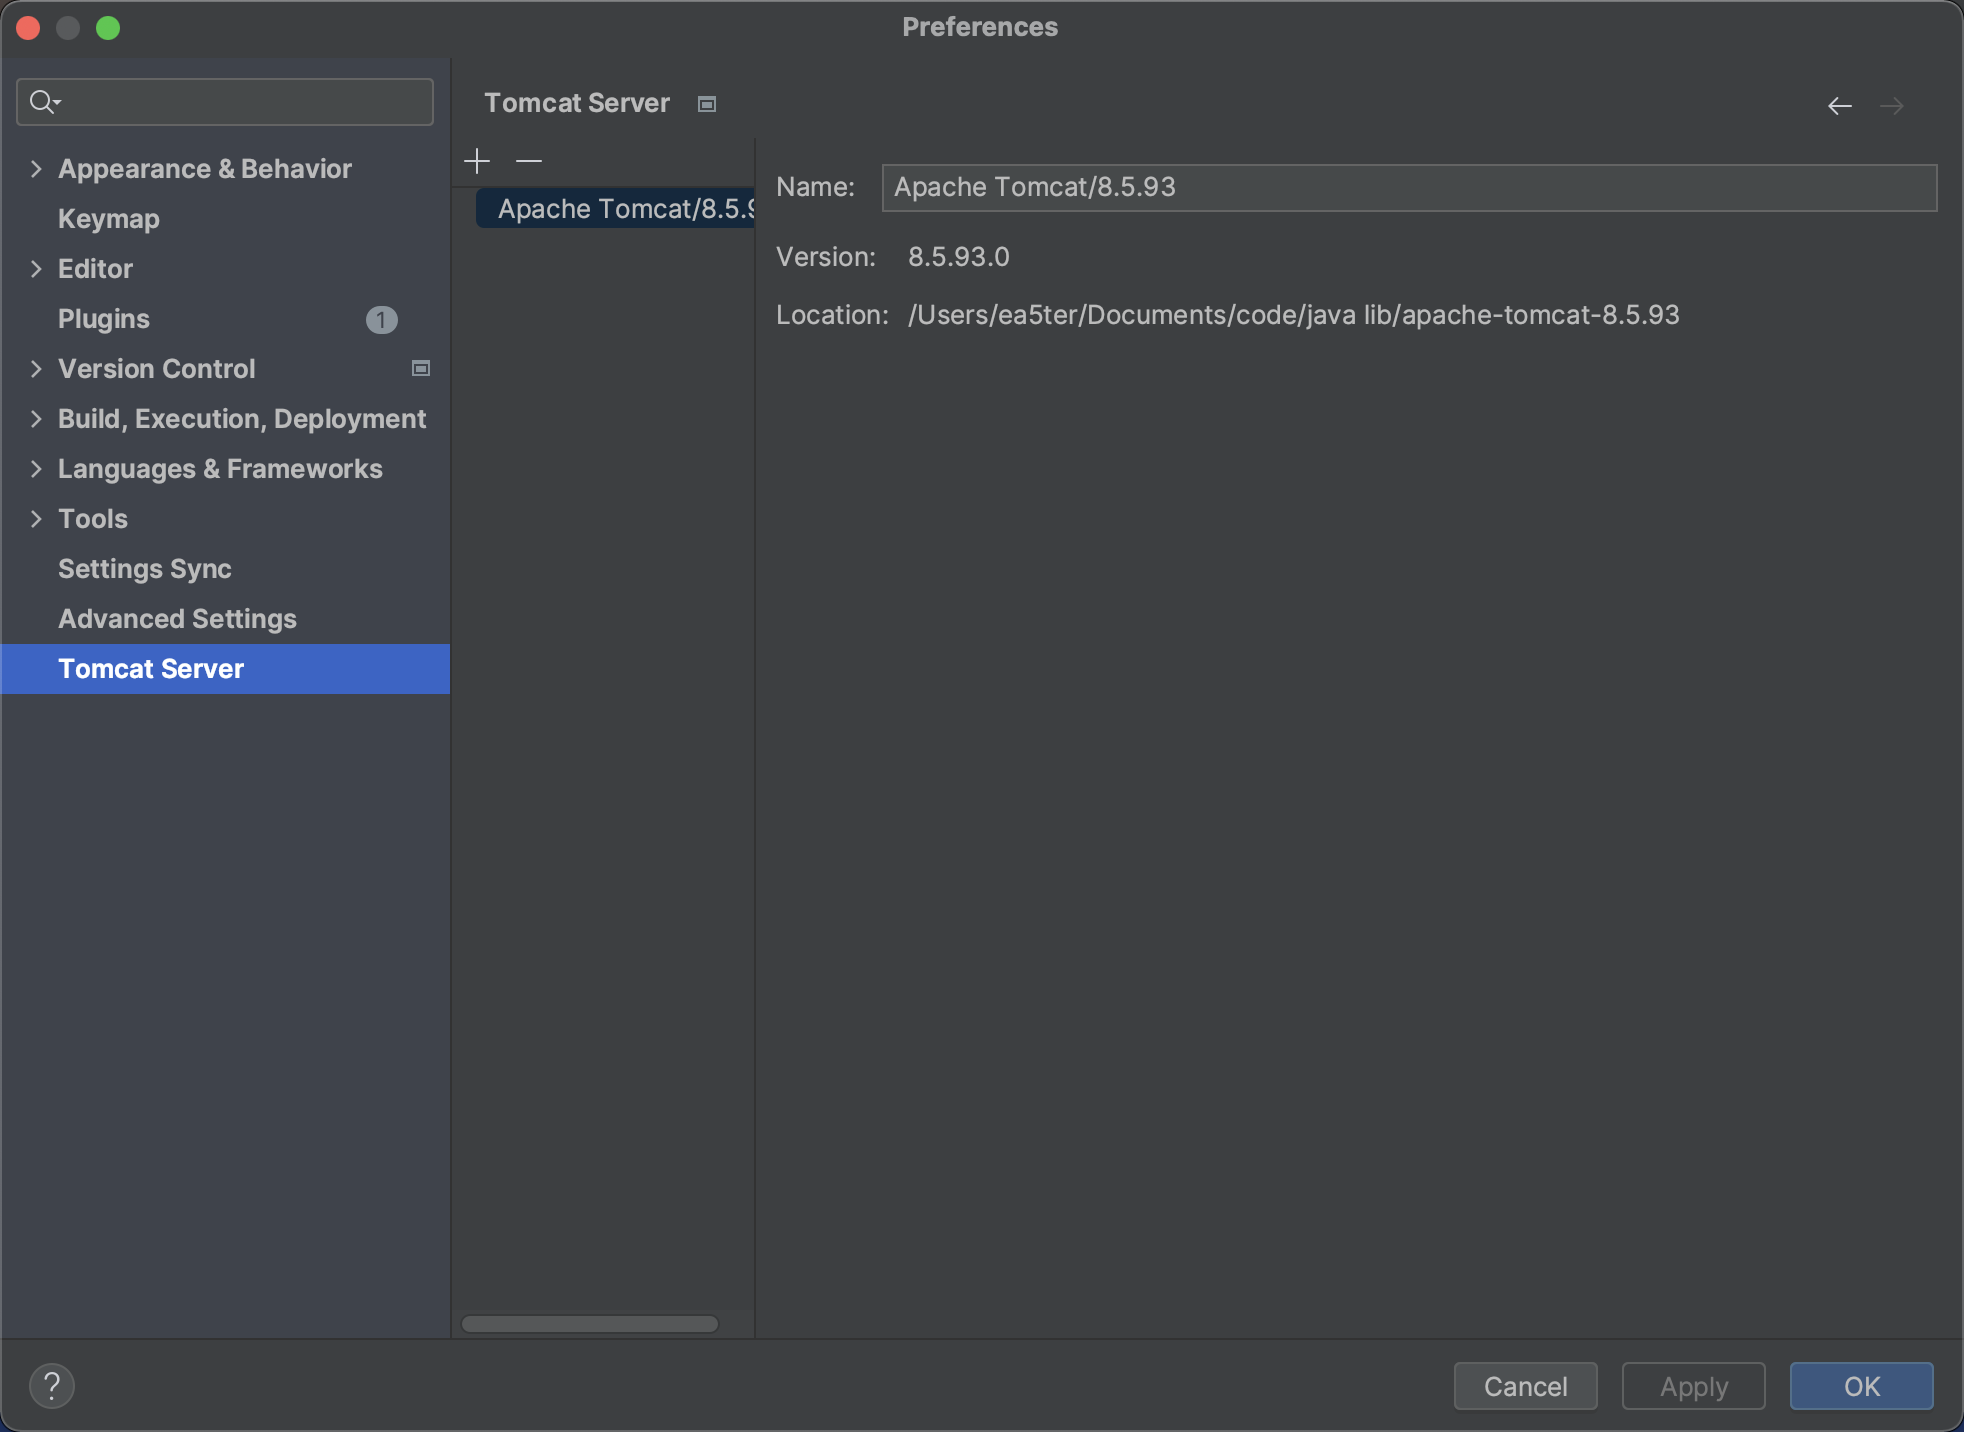 Preferences
Tomcat Server
Appearance & Behavior
Keymap
Editor
Plugins 1
Version Control
Build, Execution, Deployment
Languages & Frameworks
Tools
Settings Sync
Advanced Settings
Tomcat Server
Apache Tomcat/8.5.9
Name: Apache Tomcat/8.5.93
Version: 8.5.93.0
Location: /Users/ea5ter/Documents/code/java lib/apache-tomcat-8.5.93
?
Cancel
Apply
OK